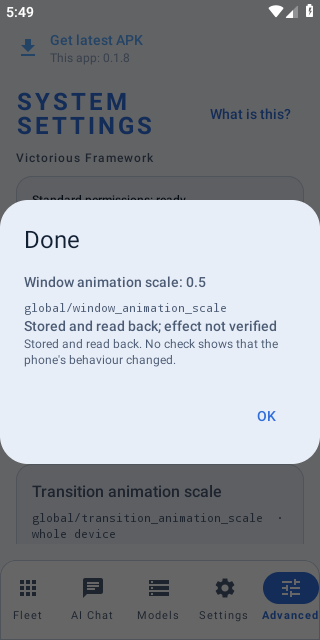 5:49
Get latest APK
This app: 0.1.8
SYSTEM
SETTINGS
What is this?
Victorious Framework
Standard permissions: ready
Done
Window animation scale: 0.5
global/window_animation_scale
Stored and read back; effect not verified
Stored and read back. No check shows that the
phone's behaviour changed.
OK
Transition animation scale
global/transition_animation_scale ·
whole device
Fleet AI Chat Models Settings Advanced